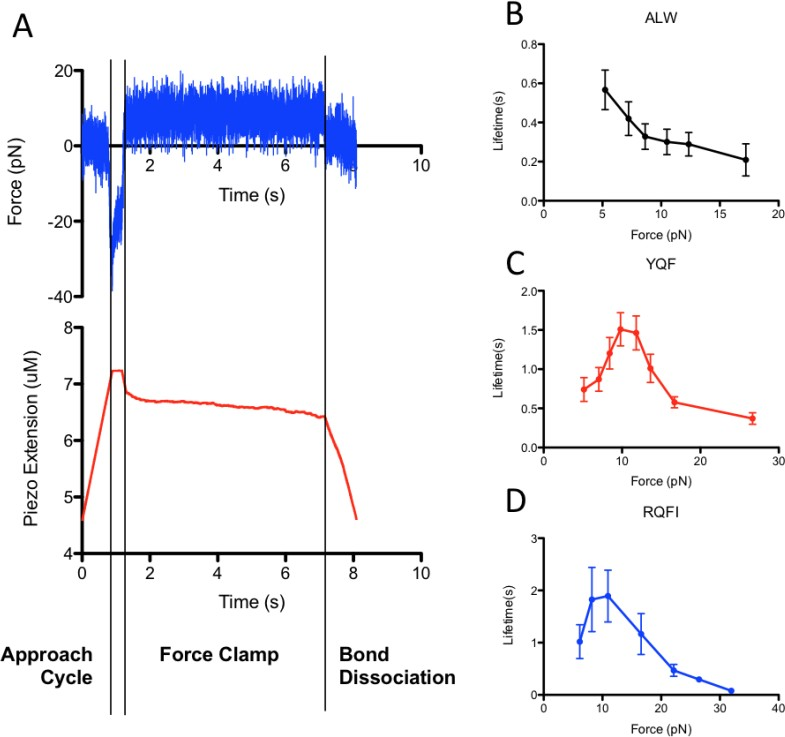 A
20
0
-20
-40
Force (pN)
2 4 6 8 10
Time (s)
8
7
6
5
4
Piezo Extension (uM)
0 2 4 6 8 10
Time (s)
Approach
Cycle
Force Clamp
Bond
Dissociation
B
ALW
0.8
0.6
0.4
0.2
0.0
Lifetime(s)
0 5 10 15 20
Force (pN)
C
YQF
2.0
1.5
1.0
0.5
0.0
Lifetime(s)
0 10 20 30
Force (pN)
D
RQFI
3
2
1
0
Lifetime(s)
0 10 20 30 40
Force (pN)